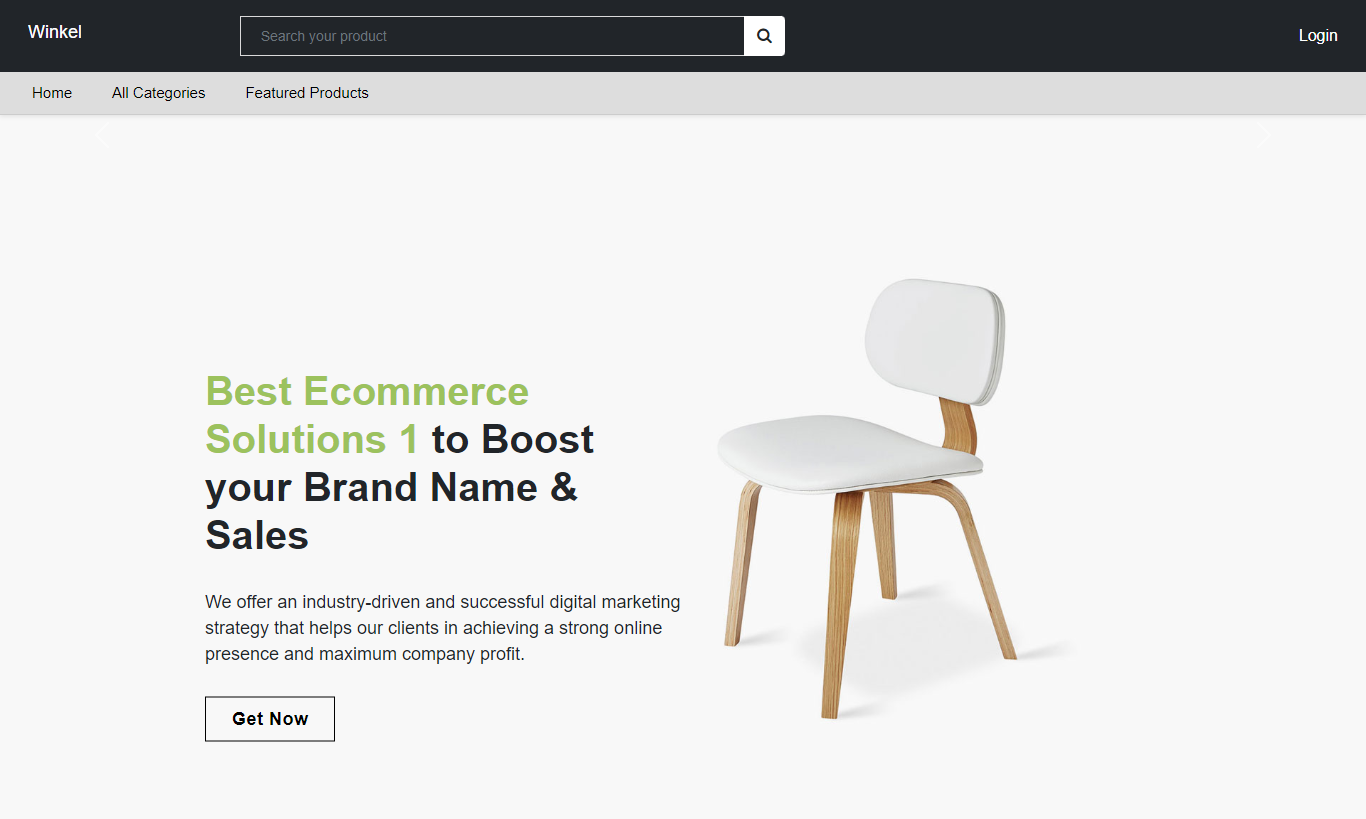 Winkel
Search your product
Login
Home
All Categories
Featured Products
Best Ecommerce
Solutions 1 to Boost
your Brand Name &
Sales
We offer an industry-driven and successful digital marketing
strategy that helps our clients in achieving a strong online
presence and maximum company profit.
Get Now